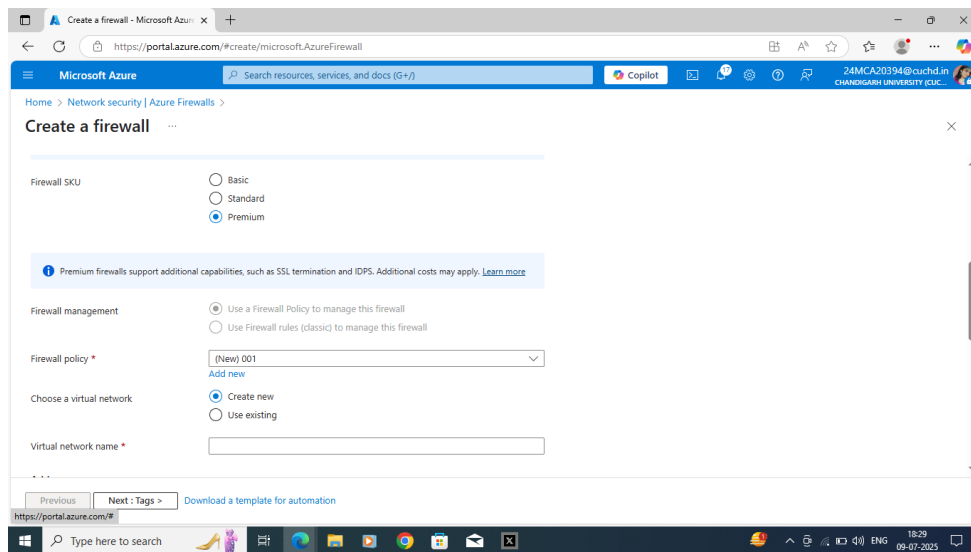 Create a firewall - Microsoft Azur
https://portal.azure.com/#create/microsoft.AzureFirewall
Microsoft Azure
Search resources, services, and docs (G+/)
Copilot
17
24MCA20394@cuchd.in
CHANDIGARH UNIVERSITY (CUC...
Home > Network security | Azure Firewalls >
Create a firewall ...
Firewall SKU
Basic
Standard
Premium
Premium firewalls support additional capabilities, such as SSL termination and IDPS. Additional costs may apply. Learn more
Firewall management
Use a Firewall Policy to manage this firewall
Use Firewall rules (classic) to manage this firewall
Firewall policy *
(New) 001
Add new
Choose a virtual network
Create new
Use existing
Virtual network name *
Previous
Next : Tags >
Download a template for automation
https://portal.azure.com/#
Type here to search
ENG
18:29
09-07-2025